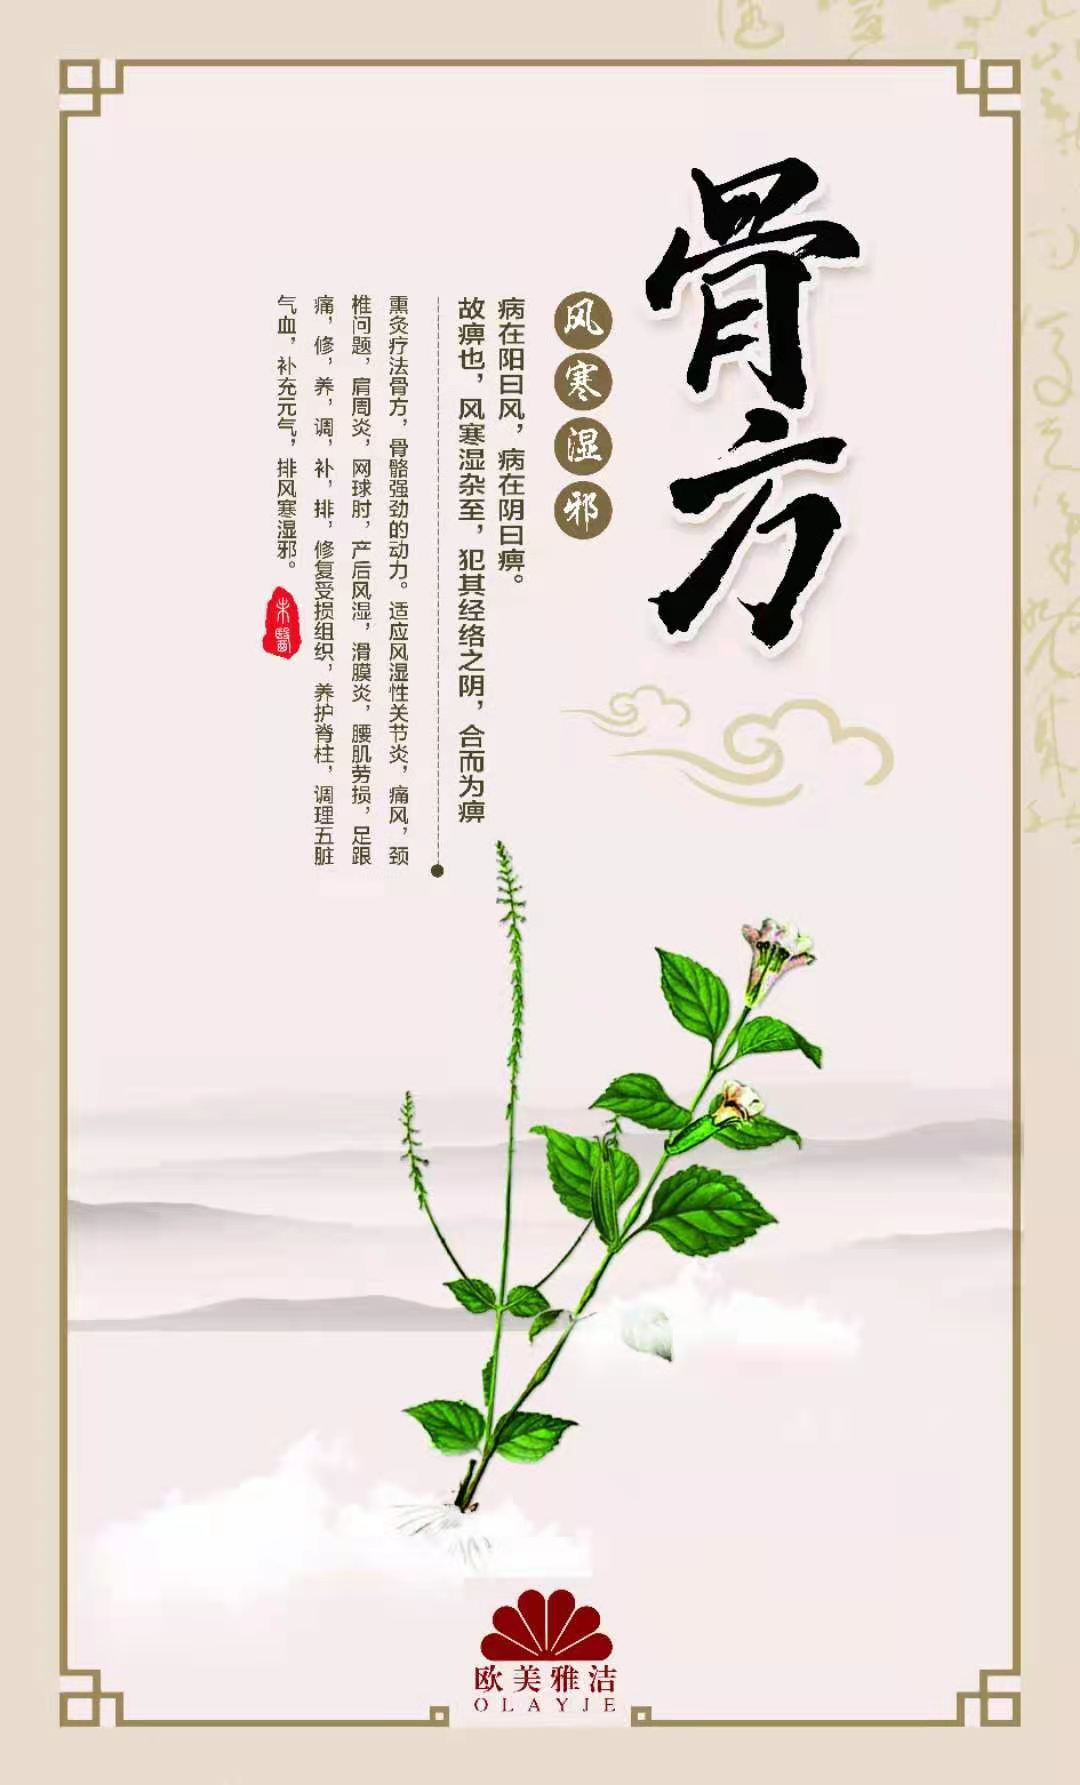 骨方
风寒湿邪
病在阳曰风，病在阴曰痹。
故痹也，风寒湿杂至，犯其经络之阴，合而为痹
熏灸疗法骨方，骨骼强劲的动力。适应风湿性关节炎，痛风，颈
椎问题，肩周炎，网球肘，产后风湿，滑膜炎，腰肌劳损，足跟
痛，修，养，调，补，排，修复受损组织，养护脊柱，调理五脏
气血，补充元气，排风寒湿邪。
欧美雅洁
OLAYJE